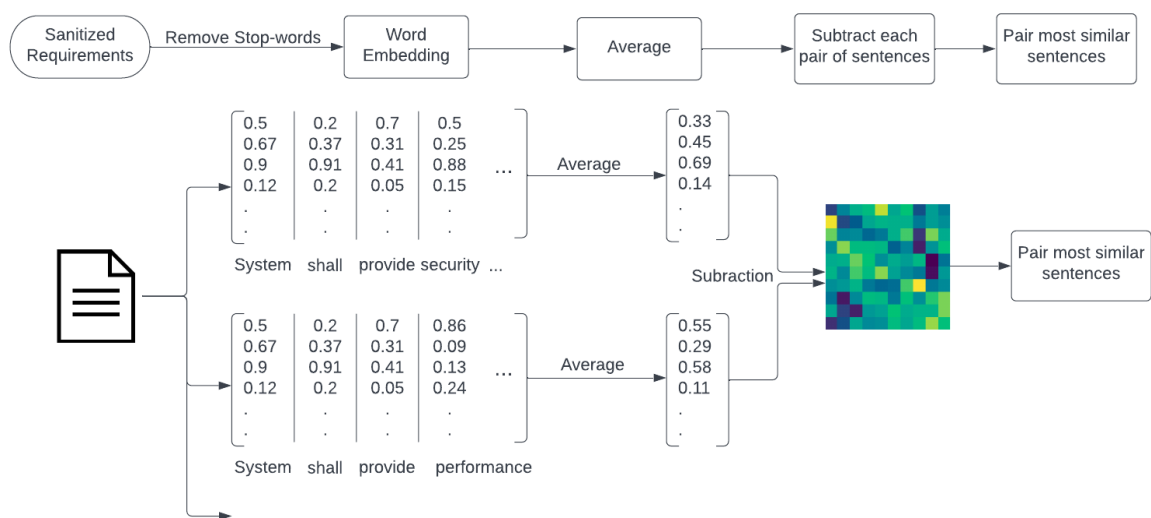 Sanitized
Requirements
Remove Stop-words
Word
Embedding
Average
Subtract each
pair of sentences
Pair most similar
sentences
0.5 0.2 0.7 0.5
0.67 0.37 0.31 0.25
0.9 0.91 0.41 0.88 ...
0.12 0.2 0.05 0.15
. . . .
. . . .
System shall provide security ...
Average
0.33
0.45
0.69
0.14
.
.
Subtraction
Pair most similar
sentences
0.5 0.2 0.7 0.86
0.67 0.37 0.31 0.09
0.9 0.91 0.41 0.13 ...
0.12 0.2 0.05 0.24
. . . .
. . . .
System shall provide performance
Average
0.55
0.29
0.58
0.11
.
.